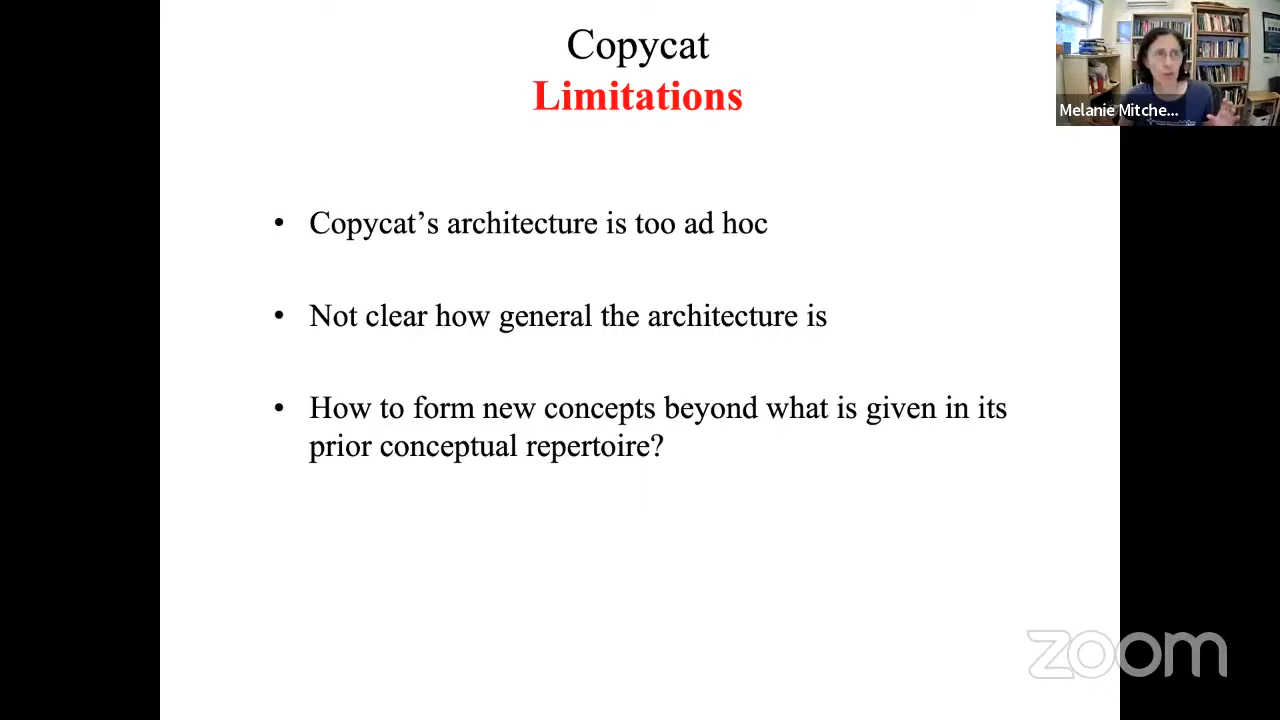 Copycat
Limitations
Melanie Mitche...
• Copycat’s architecture is too ad hoc
• Not clear how general the architecture is
• How to form new concepts beyond what is given in its
prior conceptual repertoire?
zoom